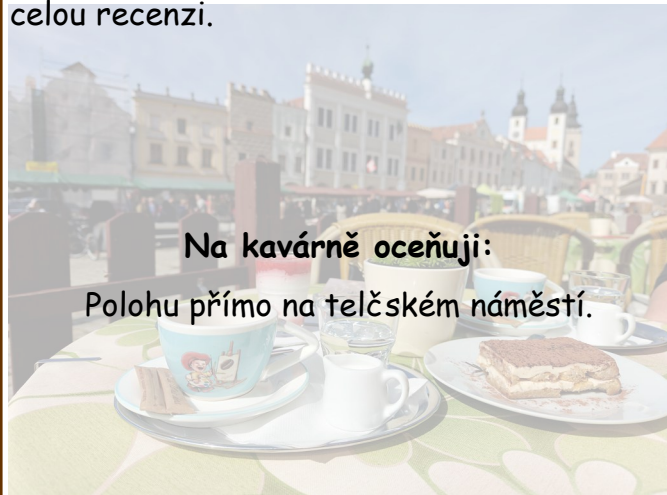 celou recenzi.
Na kavárně oceňuji:
Polohu přímo na telčském náměstí.